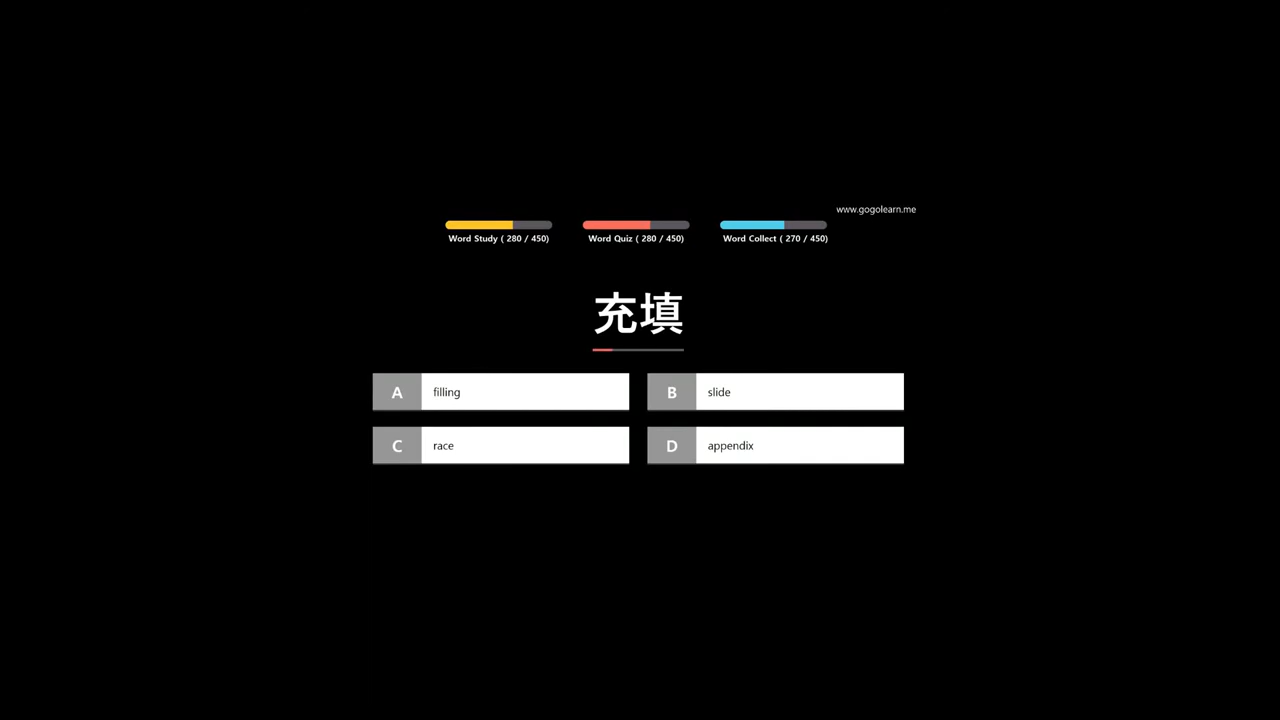 www.gogolearn.me
Word Study ( 280 / 450)
Word Quiz ( 280 / 450)
Word Collect ( 270 / 450)
充填
A filling
B slide
C race
D appendix